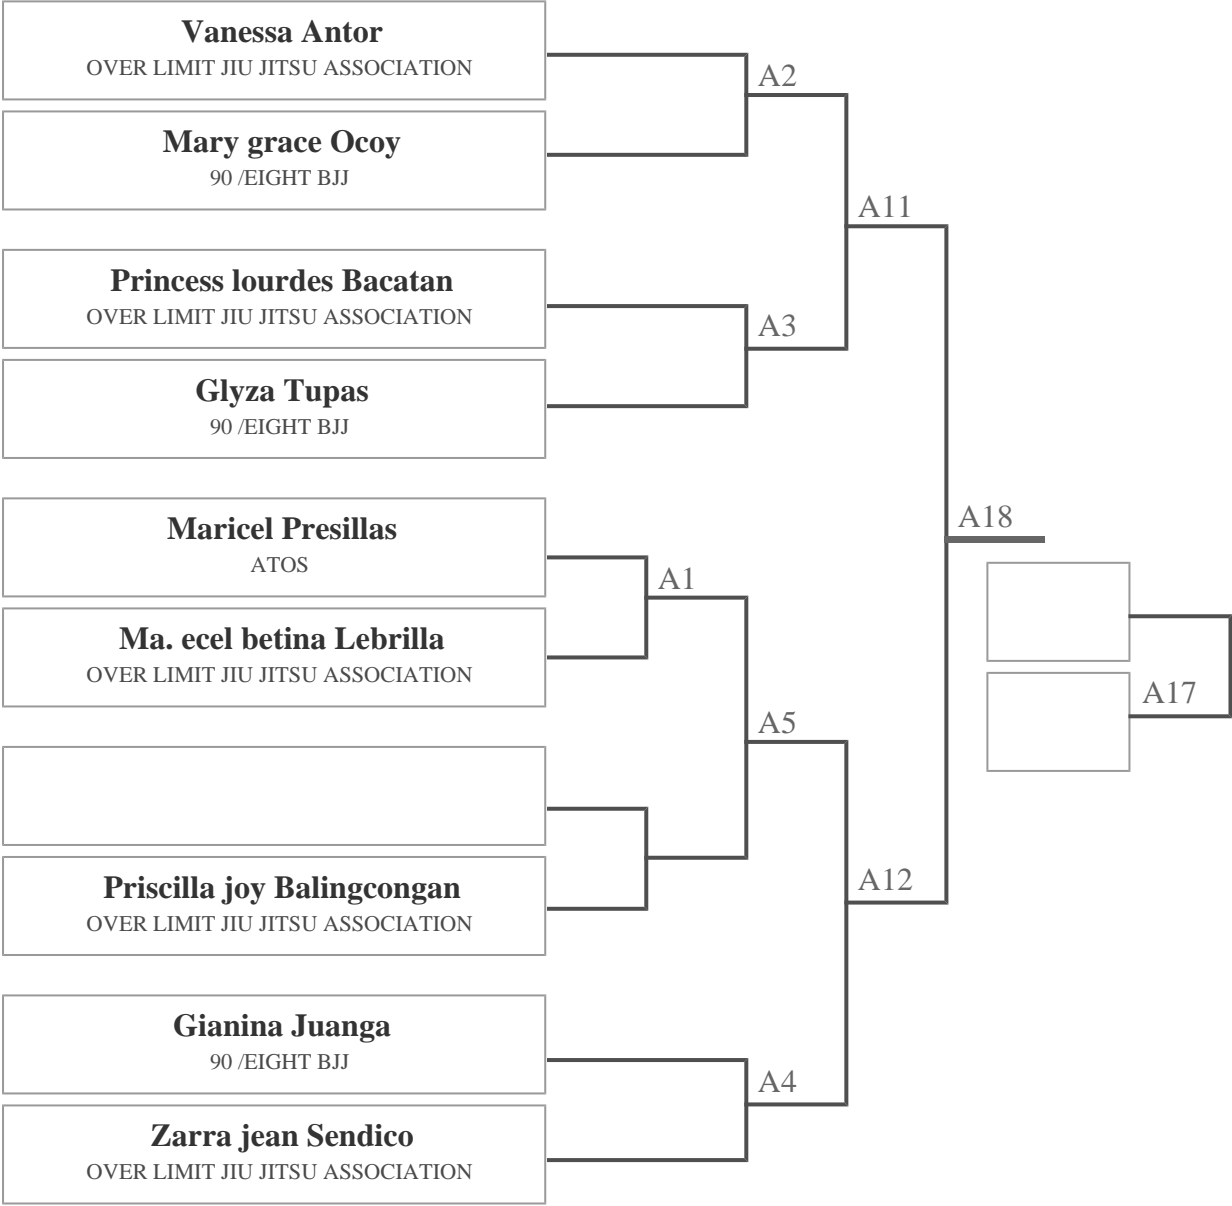 Vanessa Antor
OVER LIMIT JIU JITSU ASSOCIATION
A2
Mary grace Ocoy
90 /EIGHT BJJ
A11
Princess lourdes Bacatan
OVER LIMIT JIU JITSU ASSOCIATION
A3
Glyza Tupas
90 /EIGHT BJJ
A18
Maricel Presillas
ATOS
A1
Ma. ecel betina Lebrilla
OVER LIMIT JIU JITSU ASSOCIATION
A17
A5
Priscilla joy Balingcongan
OVER LIMIT JIU JITSU ASSOCIATION
A12
Gianina Juanga
90 /EIGHT BJJ
A4
Zarra jean Sendico
OVER LIMIT JIU JITSU ASSOCIATION